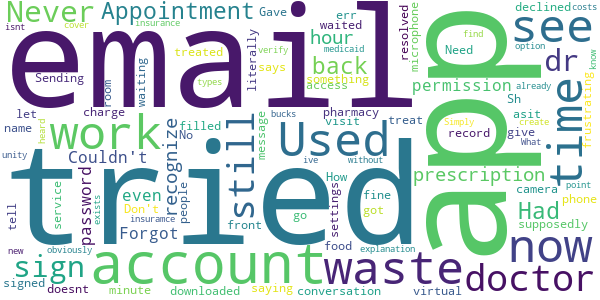 isnt
cover
insurance
Gave
err
declined
costs
Never
Appointment
waited
resolved
microphone
find
option
know
Sending
room
waiting
treated
literally
hour
says
back
something
access
verify
medicaid
types
email
app
see
dr
Need
permission
already
frustrating
time
let
name
charge
filled
visit
pharmacy
treat
Sh
asit
record
give
Simply
create
What
unity
heard
work
No
recognize
people
still
message
Used
bucks
ive
without
prescription
Couldn't
tell
service
exists
password
even
Don't
insuramce
Forgot
tried
front
How
go
settings
fine
got
Had
camera
phone
point
supposedly
now
new
signed
sign
obviously
doesnt
account
food
explanation
waste
doctor
minute
downloaded
saying
conversation
virtual